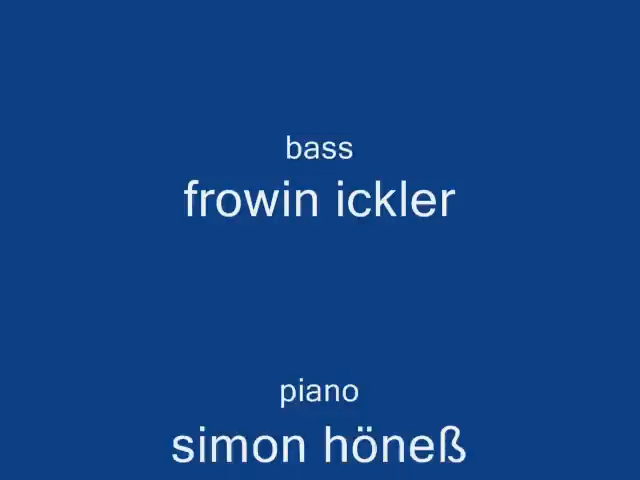 bass
frowin ickler
piano
simon höneß